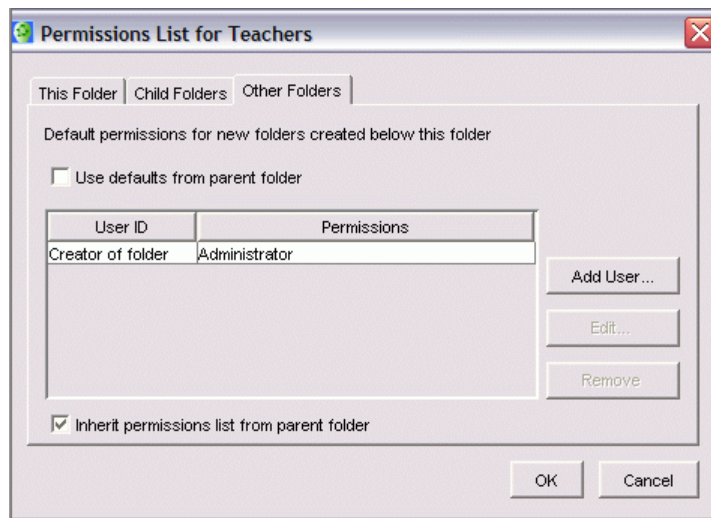 Permissions List for Teachers
This Folder Child Folders Other Folders
Default permissions for new folders created below this folder
Use defaults from parent folder
User ID Permissions
Creator of folder Administrator
Add User...
Edit...
Remove
Inherit permissions list from parent folder
OK Cancel